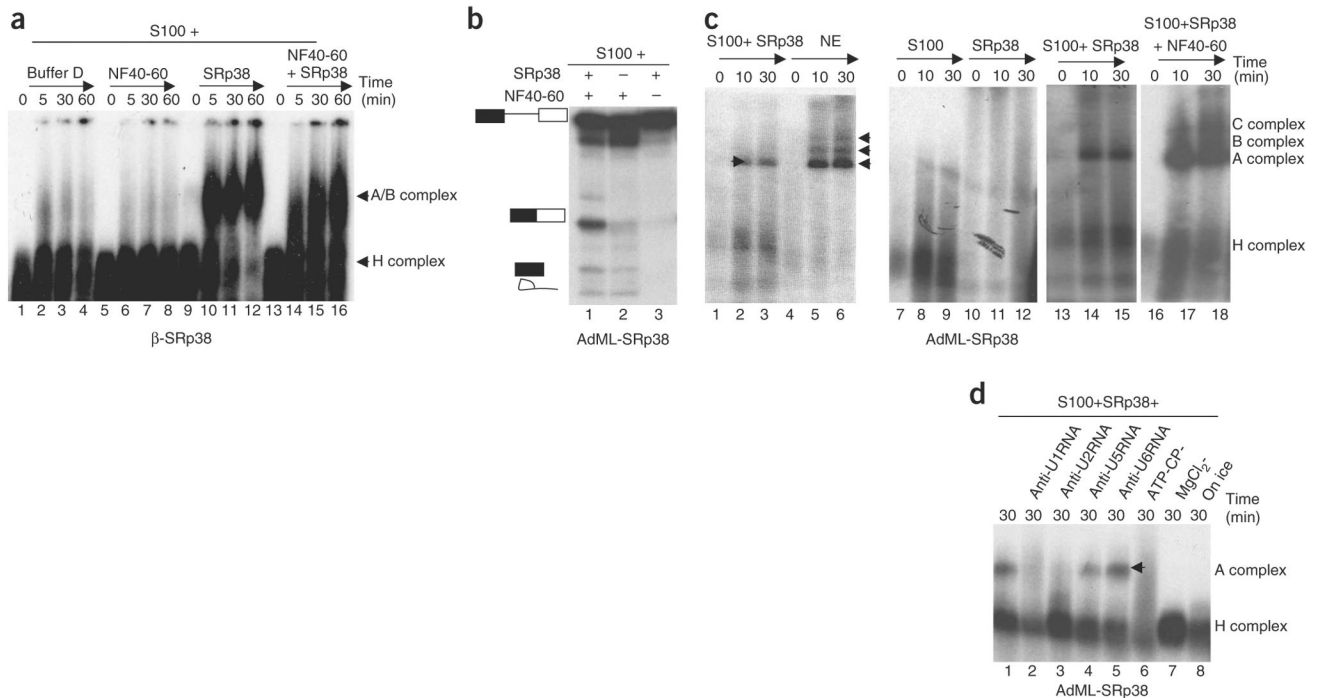 a
S100 +
Buffer D
NF40-60
SRp38
NF40-60
+ SRp38
Time
(min)
0 5 30 60 0 5 30 60 0 5 30 60 0 5 30 60
A/B complex
H complex
1 2 3 4 5 6 7 8 9 10 11 12 13 14 15 16
β-SRp38
b
S100 +
SRp38 + – +
NF40-60 + + –
1 2 3
AdML-SRp38
c
S100+ SRp38
NE
S100
SRp38
S100+ SRp38
S100+SRp38
+ NF40-60
Time
(min)
0 10 30 0 10 30 0 10 30 0 10 30 0 10 30 0 10 30
C complex
B complex
A complex
H complex
1 2 3 4 5 6 7 8 9 10 11 12 13 14 15 16 17 18
AdML-SRp38
d
S100+SRp38+
Anti-U1RNA
Anti-U2RNA
Anti-U5RNA
Anti-U6RNA
ATP-CP-
MgCl₂-
On ice
Time
(min)
30 30 30 30 30 30 30 30
A complex
H complex
1 2 3 4 5 6 7 8
AdML-SRp38